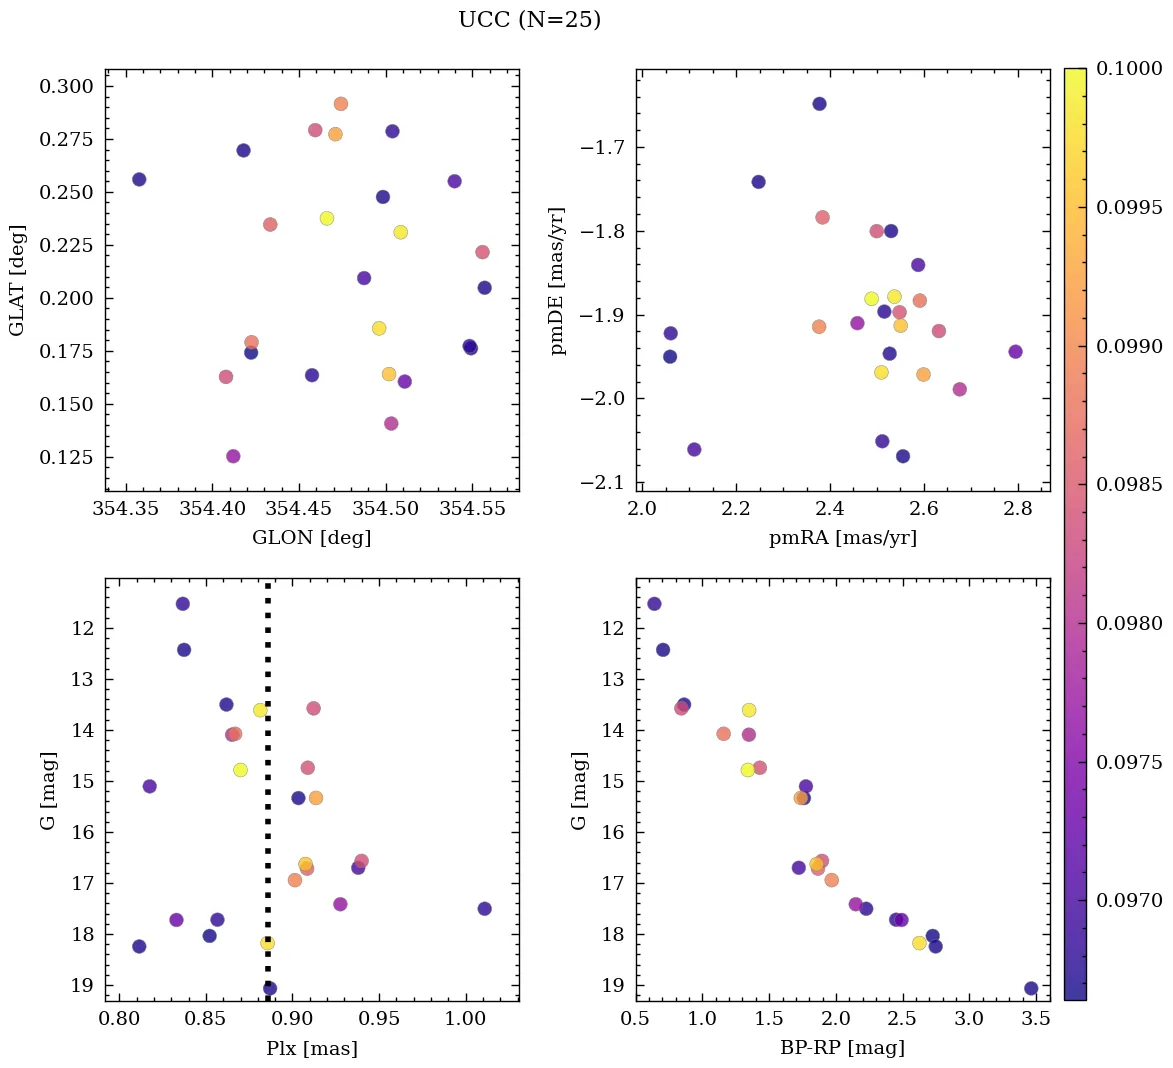 UCC (N=25)
0.300
0.275
0.250
0.225
0.200
0.175
0.150
0.125
GLAT [deg]
354.35 354.40 354.45 354.50 354.55
GLON [deg]
−1.7
−1.8
−1.9
−2.0
−2.1
pmDE [mas/yr]
2.0 2.2 2.4 2.6 2.8
pmRA [mas/yr]
0.1000
0.0995
0.0990
0.0985
0.0980
0.0975
0.0970
12
13
14
15
16
17
18
19
G [mag]
0.80 0.85 0.90 0.95 1.00
Plx [mas]
12
13
14
15
16
17
18
19
G [mag]
0.5 1.0 1.5 2.0 2.5 3.0 3.5
BP-RP [mag]